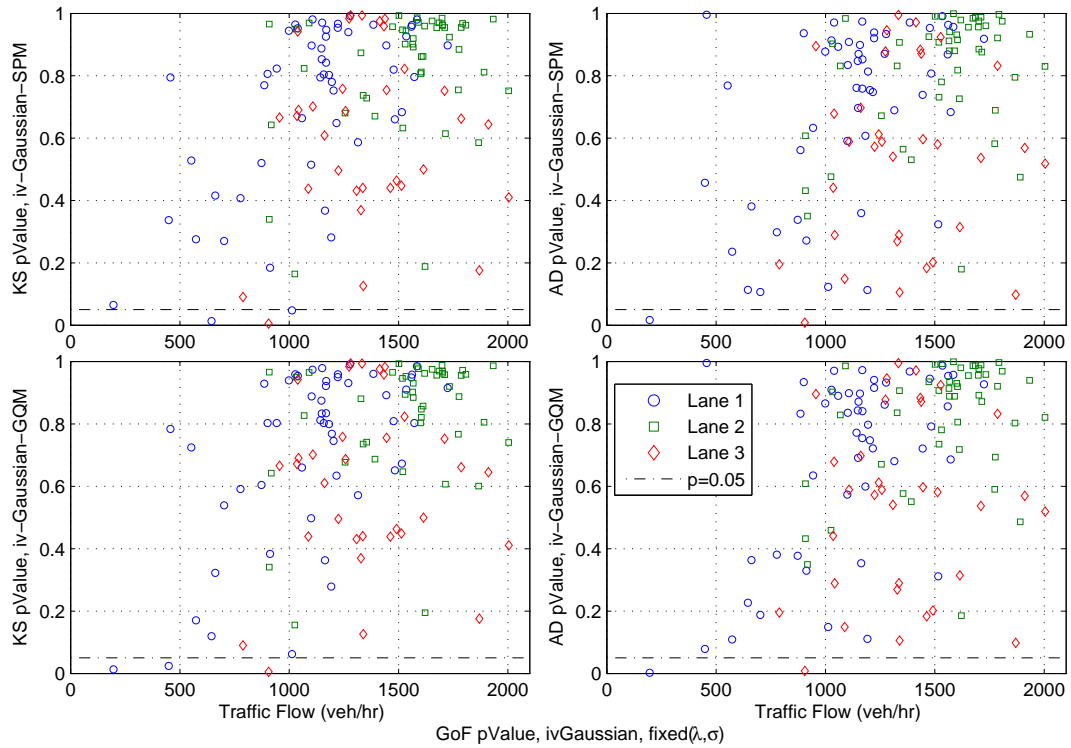 KS pValue, iv−Gaussian−SPM
1
0.8
0.6
0.4
0.2
0
0 500 1000 1500 2000
AD pValue, iv−Gaussian−SPM
1
0.8
0.6
0.4
0.2
0
0 500 1000 1500 2000
KS pValue, iv−Gaussian−GQM
1
0.8
0.6
0.4
0.2
0
0 500 1000 1500 2000
Traffic Flow (veh/hr)
AD pValue, iv−Gaussian−GQM
1
0.8
0.6
0.4
0.2
0
Lane 1
Lane 2
Lane 3
p=0.05
0 500 1000 1500 2000
Traffic Flow (veh/hr)
GoF pValue, ivGaussian, fixed(λ,σ)